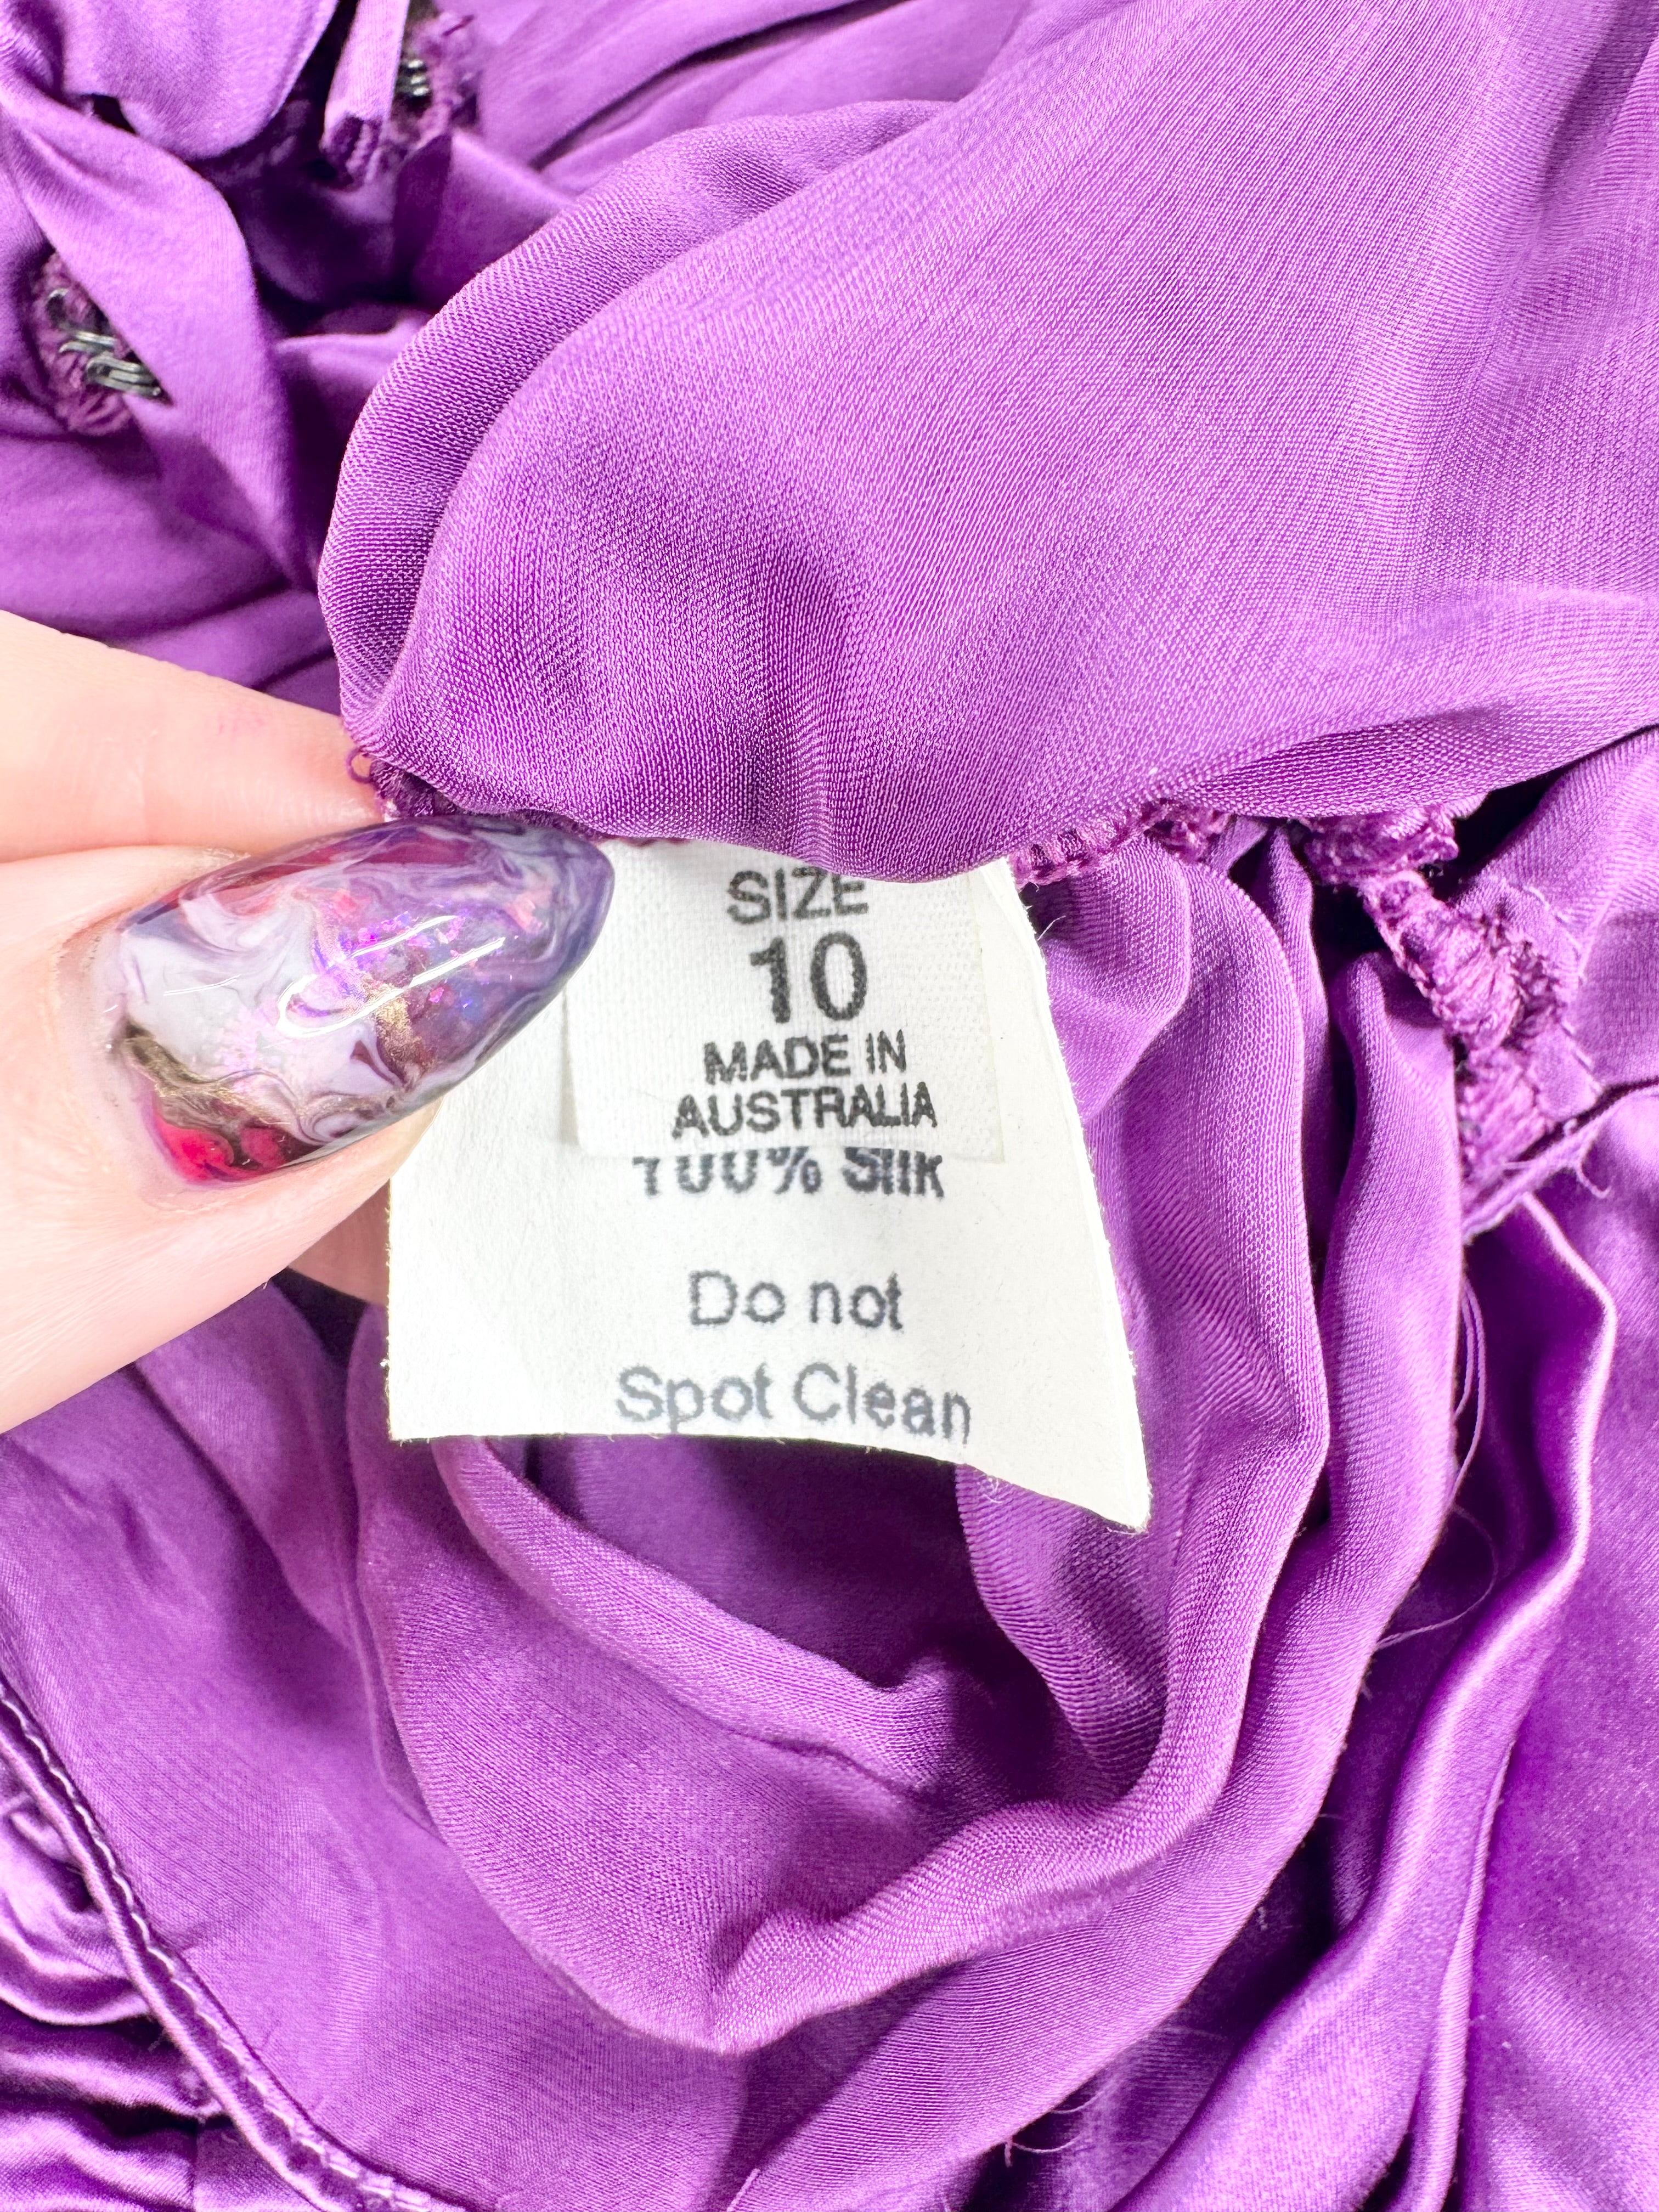 SIZE
10
MADE IN
AUSTRALIA
100% Silk
Do not
Spot Clean